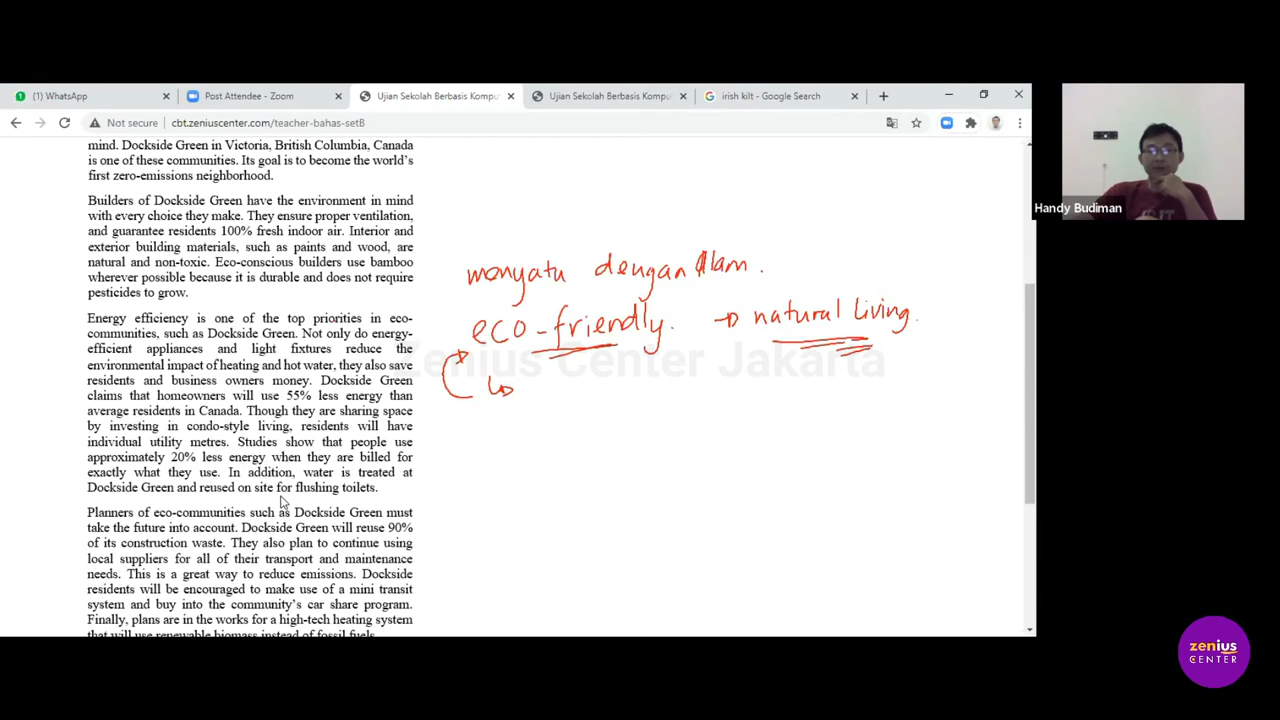 (1) WhatsApp
Post Attendee - Zoom
Ujian Sekolah Berbasis Kompu
Ujian Sekolah Berbasis Kompu
irish kilt - Google Search
Not secure
cbt.zeniuscenter.com/teacher-bahas-setB
mind. Dockside Green in Victoria, British Columbia, Canada
is one of these communities. Its goal is to become the world's
first zero-emissions neighborhood.
Builders of Dockside Green have the environment in mind
with every choice they make. They ensure proper ventilation,
and guarantee residents 100% fresh indoor air. Interior and
exterior building materials, such as paints and wood, are
natural and non-toxic. Eco-conscious builders use bamboo
wherever possible because it is durable and does not require
pesticides to grow.
Energy efficiency is one of the top priorities in eco-
communities, such as Dockside Green. Not only do energy-
efficient appliances and light fixtures reduce the
environmental impact of heating and hot water, they also save
residents and business owners money. Dockside Green
claims that homeowners will use 55% less energy than
average residents in Canada. Though they are sharing space
by investing in condo-style living, residents will have
individual utility metres. Studies show that people use
approximately 20% less energy when they are billed for
exactly what they use. In addition, water is treated at
Dockside Green and reused on site for flushing toilets.
Planners of eco-communities such as Dockside Green must
take the future into account. Dockside Green will reuse 90%
of its construction waste. They also plan to continue using
local suppliers for all of their transport and maintenance
needs. This is a great way to reduce emissions. Dockside
residents will be encouraged to make use of a mini transit
system and buy into the community's car share program.
Finally, plans are in the works for a high-tech heating system
that will use renewable biomass instead of fossil fuels.
menyatu dengan Alam.
eco-friendly. → natural living.
Zenius Center Jakarta
Handy Budiman
zenius
CENTER